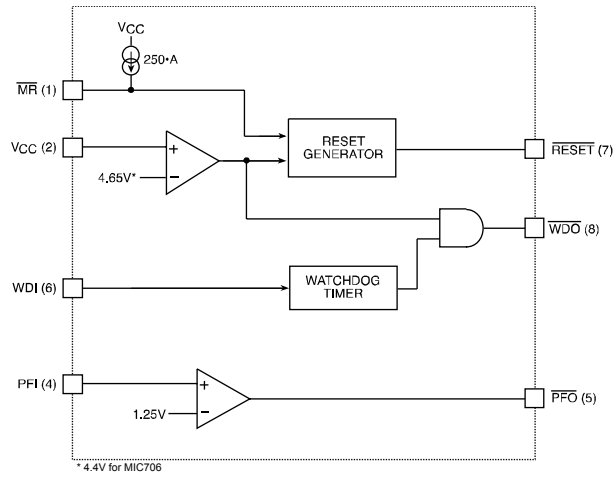 VCC
250•A
MR (1)
VCC (2)
+
4.65V*
−
RESET
GENERATOR
RESET (7)
WDO (8)
WDI (6)
WATCHDOG
TIMER
PFI (4)
+
1.25V
−
PFO (5)
* 4.4V for MIC706